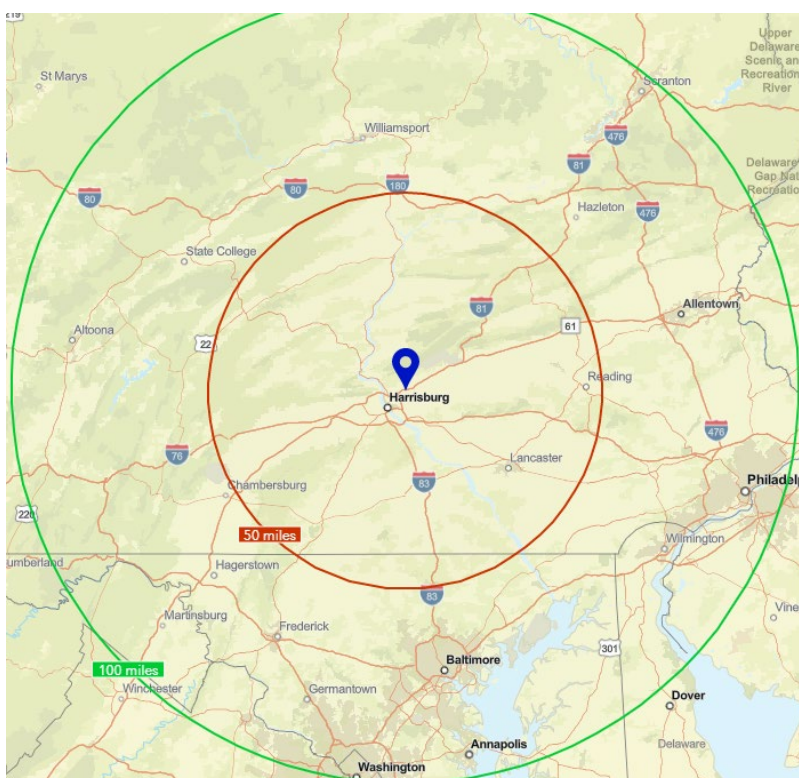 219
Upper
Delaware
Scenic and
Recreation
River
St Marys
Scranton
Williamsport
476
81
80
80
180
Delaware
Gap Nat
Recreation
476
Hazleton
State College
81
Allentown
61
22
Altoona
Reading
Harrisburg
476
76
Lancaster
83
Philadelp
Chambersburg
220
50 miles
Wilmington
umberland
Hagerstown
83
Vine
Martinsburg
Frederick
301
Baltimore
100 miles
Winchester
Germantown
Dover
Annapolis
Delaware
Washington